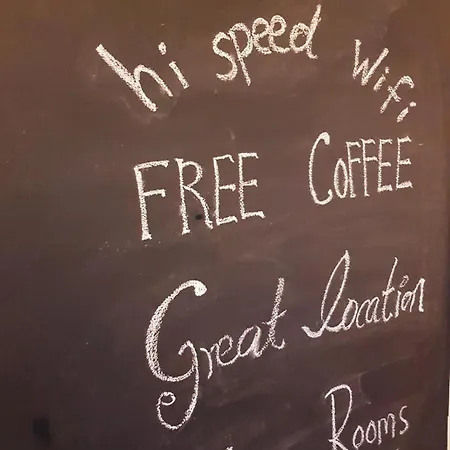 hi speed wifi
FREE COFFEE
Great location
Rooms